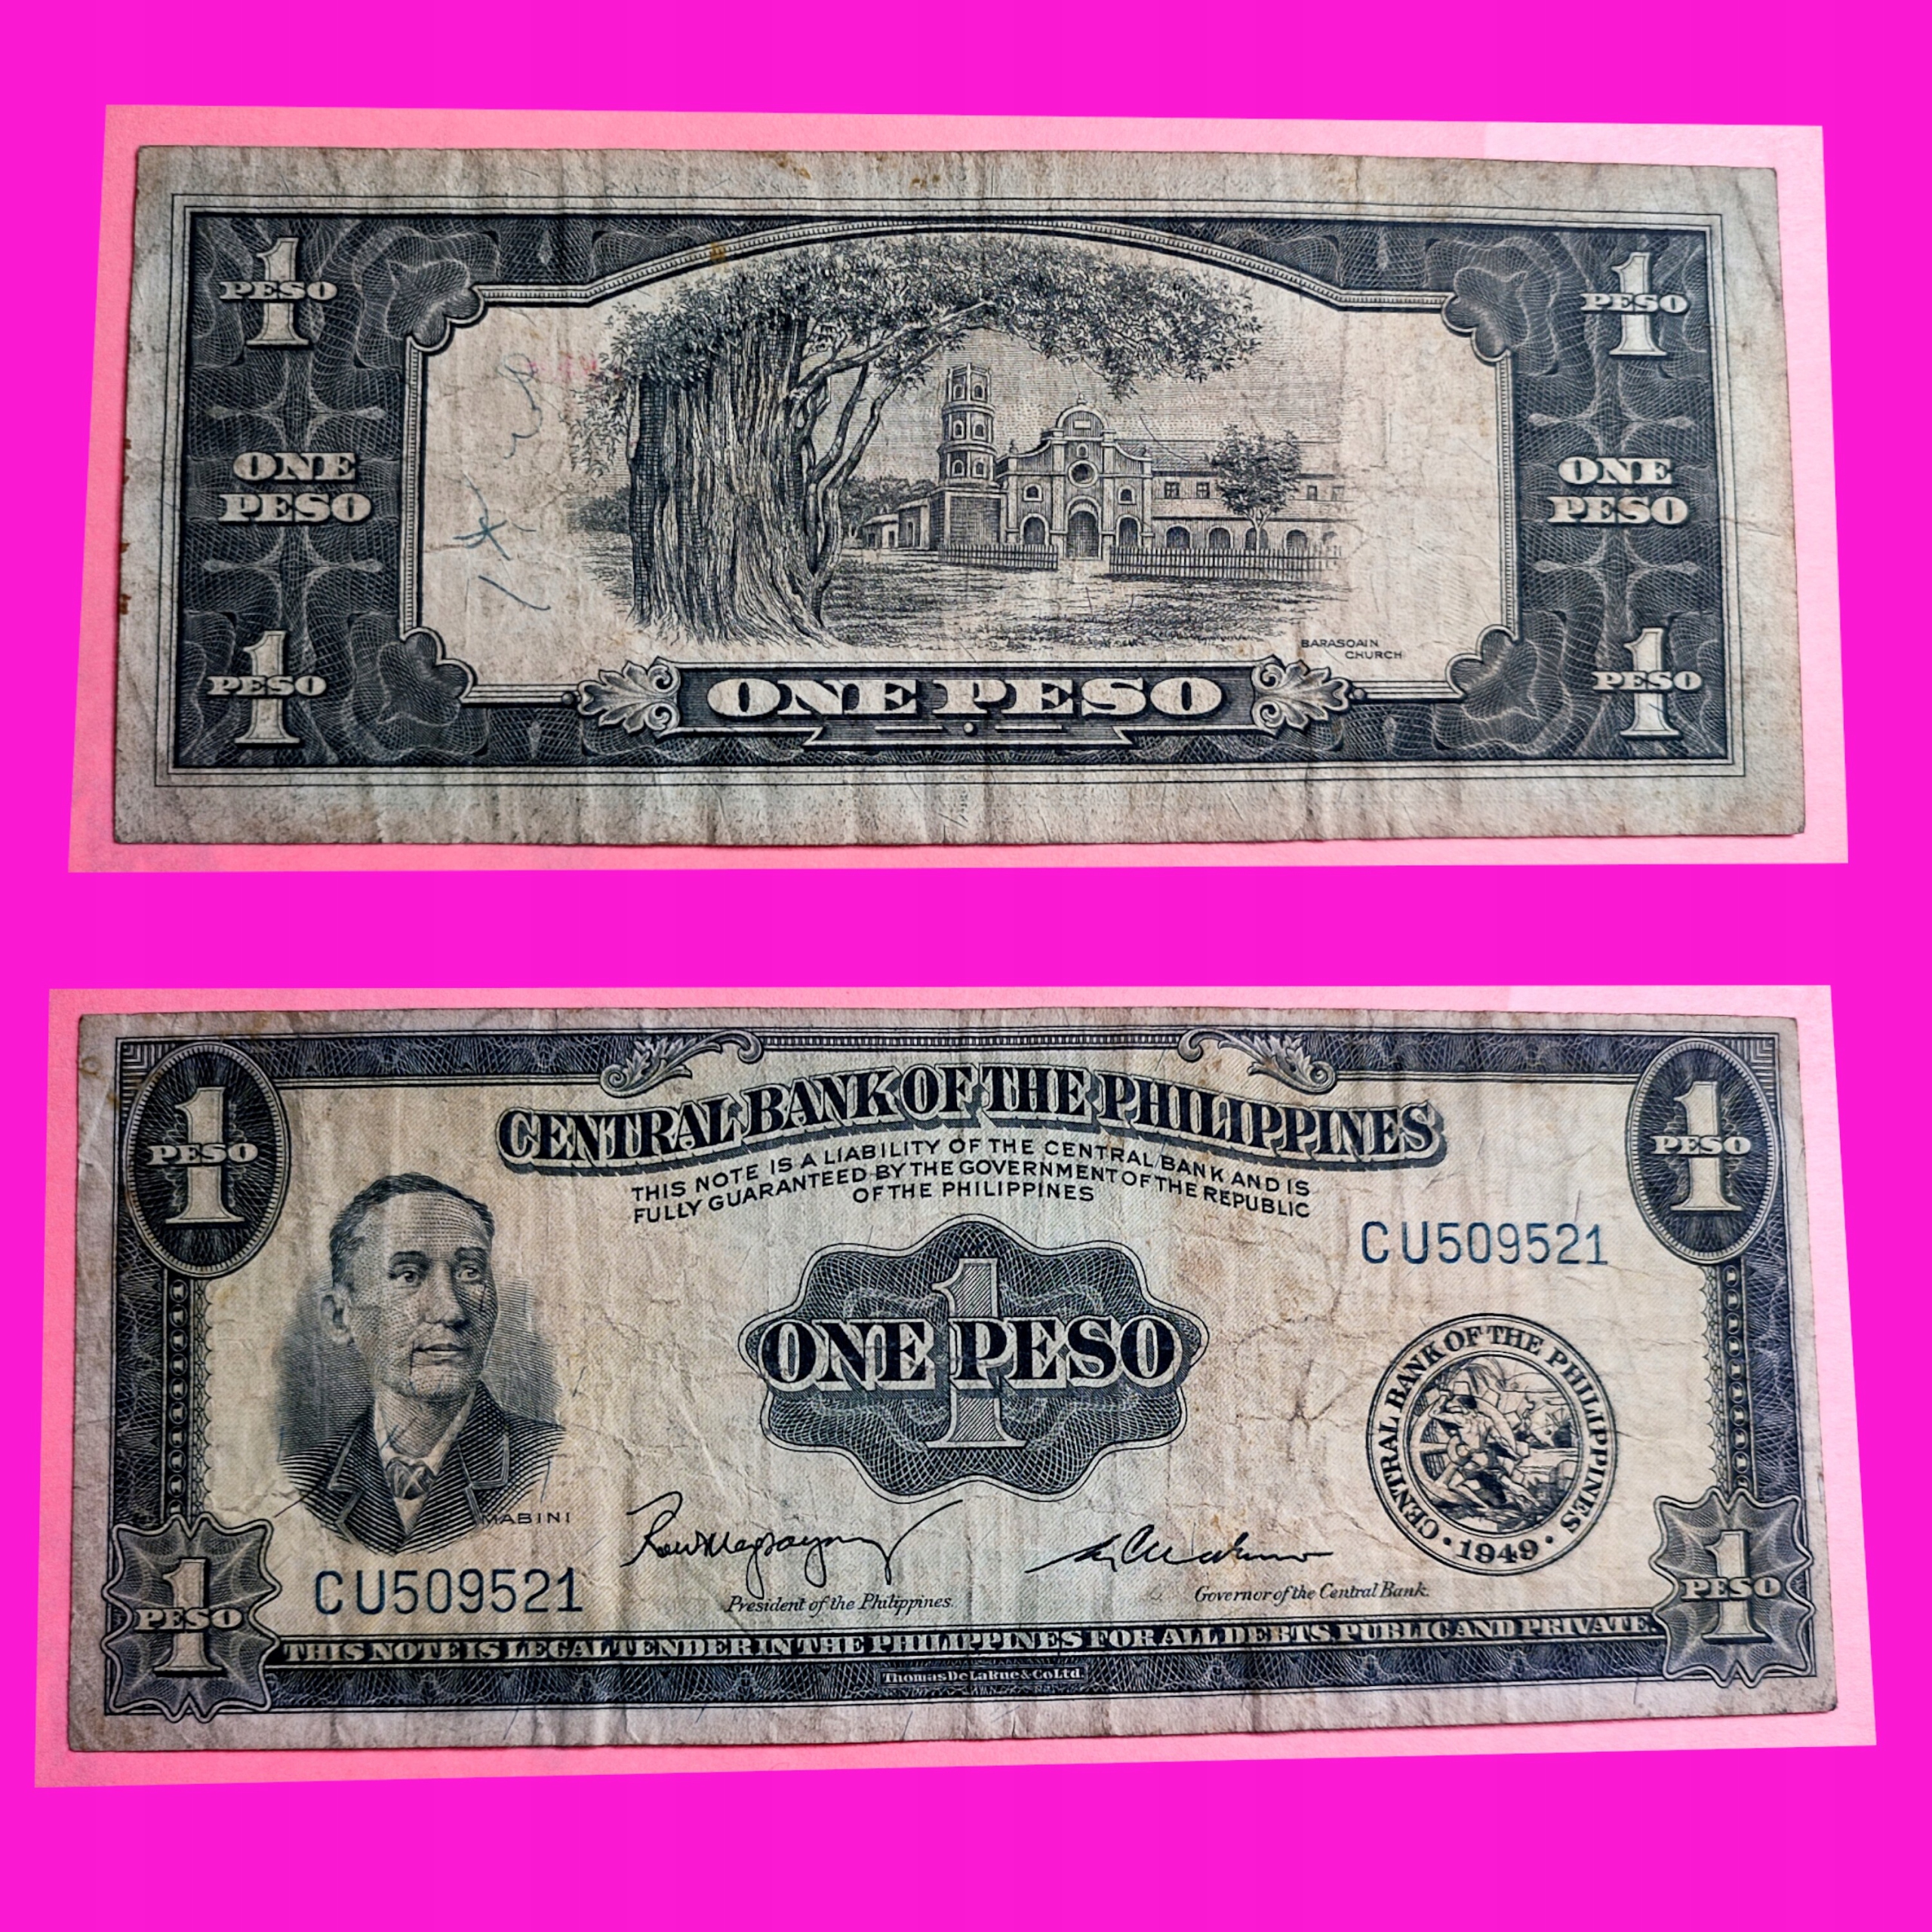 1 PESO
1 PESO
ONE PESO
ONE PESO
1 PESO
1 PESO
BARASOAIN CHURCH
ONE PESO
1 PESO
1 PESO
CENTRAL BANK OF THE PHILIPPINES
THIS NOTE IS A LIABILITY OF THE CENTRAL BANK AND IS
FULLY GUARANTEED BY THE GOVERNMENT OF THE REPUBLIC
OF THE PHILIPPINES
CU509521
1
ONE PESO
CENTRAL BANK OF THE PHILIPPINES
·1949·
MABINI
CU509521
President of the Philippines.
Governor of the Central Bank.
1 PESO
1 PESO
THIS NOTE IS LEGAL TENDER IN THE PHILIPPINES FOR ALL DEBTS, PUBLIC AND PRIVATE.
Thomas De La Rue & Co Ltd.